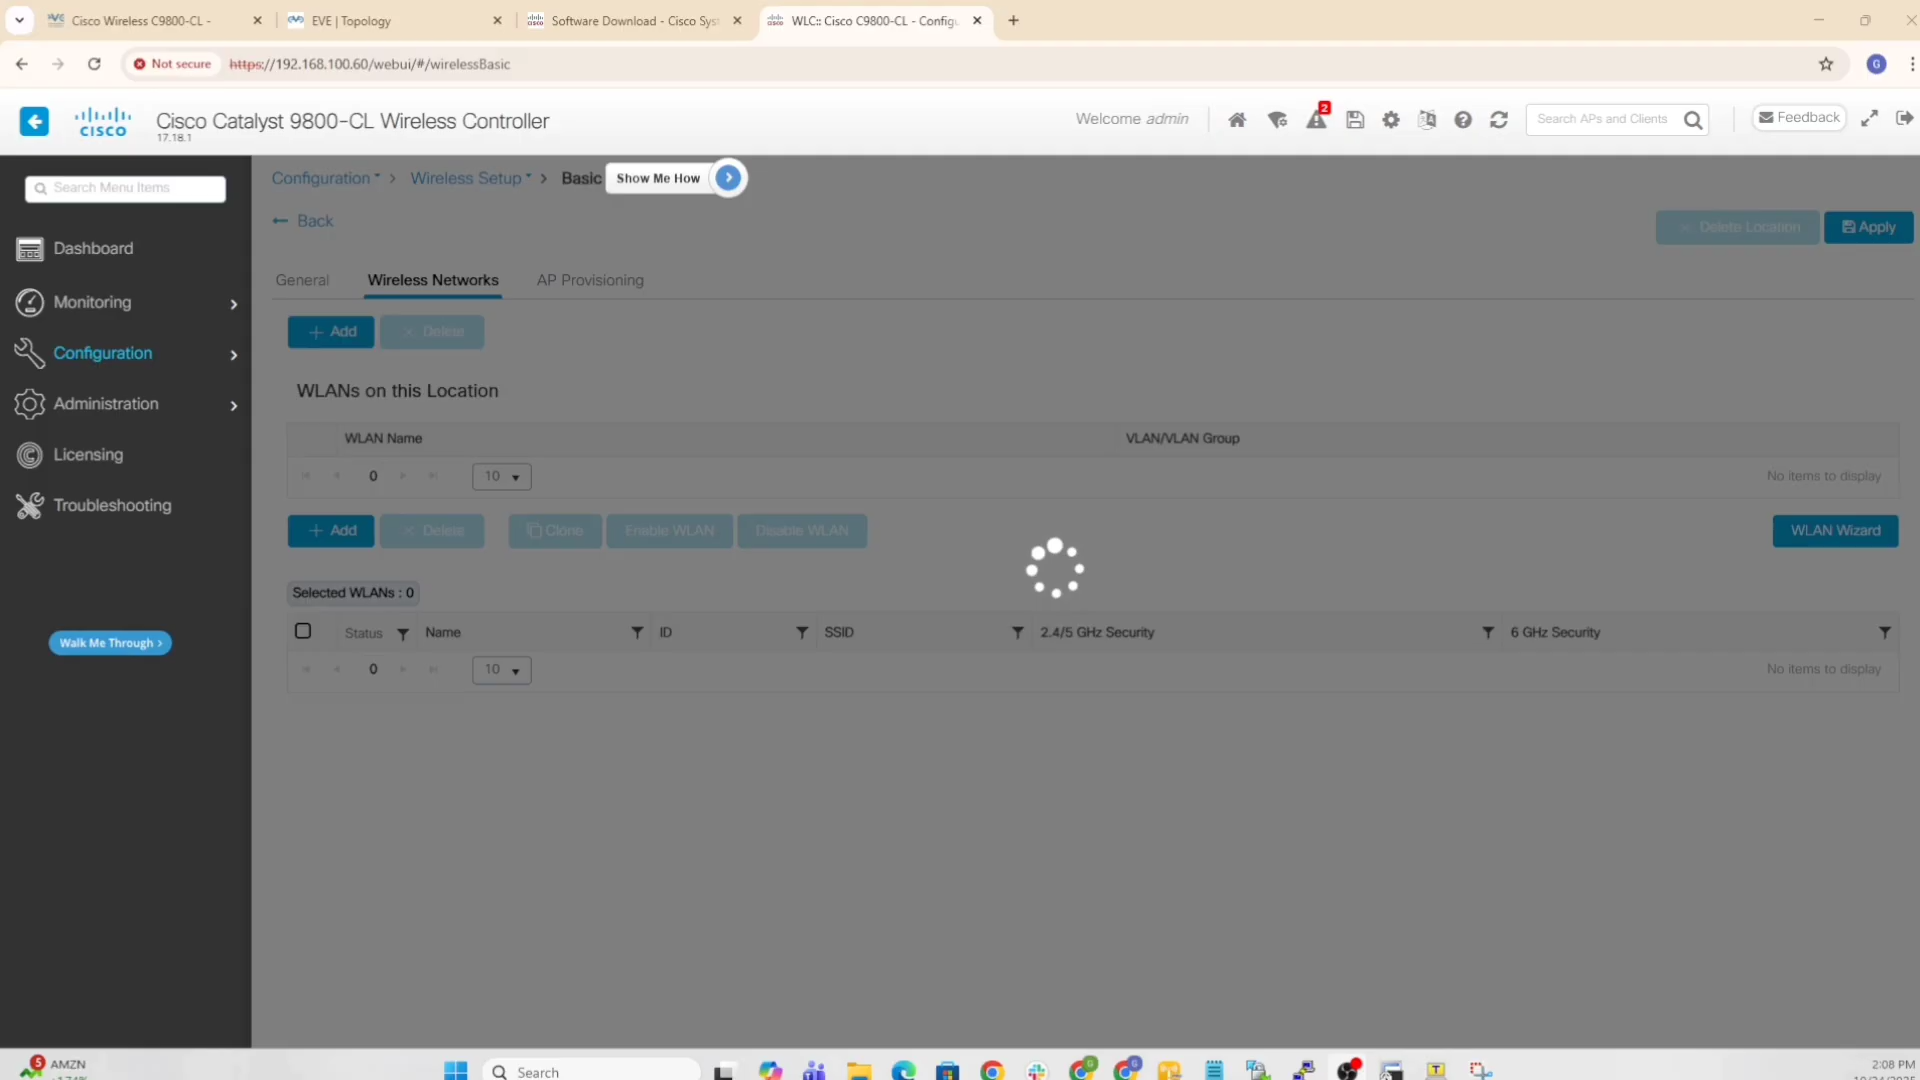 Cisco Wireless C9800-CL -
EVE | Topology
Software Download - Cisco Syst
WLC:: Cisco C9800-CL - Configu
Not secure
https://192.168.100.60/webui/#/wirelessBasic
CISCO
Cisco Catalyst 9800-CL Wireless Controller
17.18.1
Welcome admin
2
Search APs and Clients
Feedback
Search Menu Items
Configuration > Wireless Setup > Basic
Show Me How
Back
Delete Location
Apply
Dashboard
Monitoring
Configuration
Administration
Licensing
Troubleshooting
Walk Me Through >
General
Wireless Networks
AP Provisioning
+ Add
× Delete
WLANs on this Location
WLAN Name
VLAN/VLAN Group
0
10
No items to display
+ Add
× Delete
Clone
Enable WLAN
Disable WLAN
WLAN Wizard
Selected WLANs : 0
Status
Name
ID
SSID
2.4/5 GHz Security
6 GHz Security
0
10
No items to display
5
AMZN
Search
2:08 PM